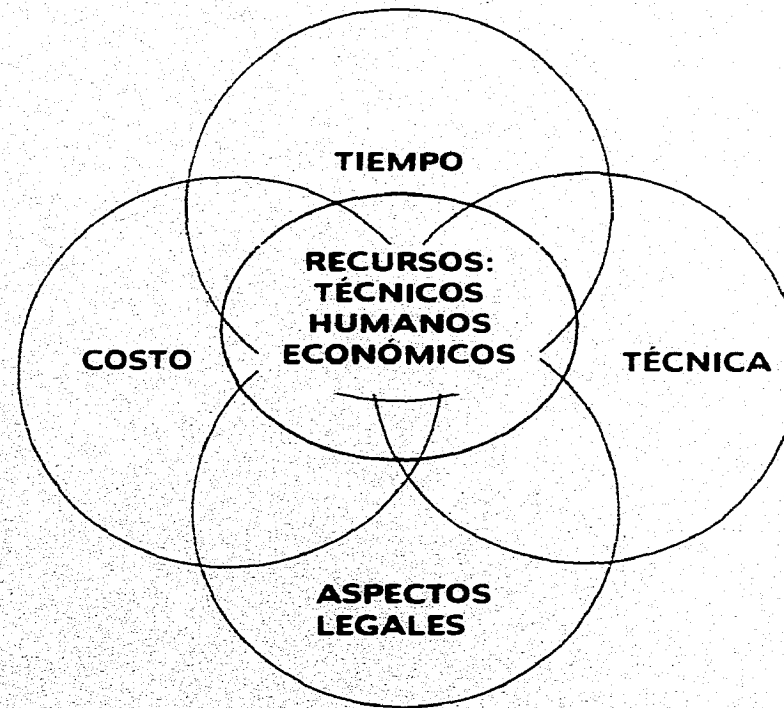 TIEMPO
RECURSOS:
TÉCNICOS
HUMANOS
ECONÓMICOS
COSTO
TÉCNICA
ASPECTOS
LEGALES